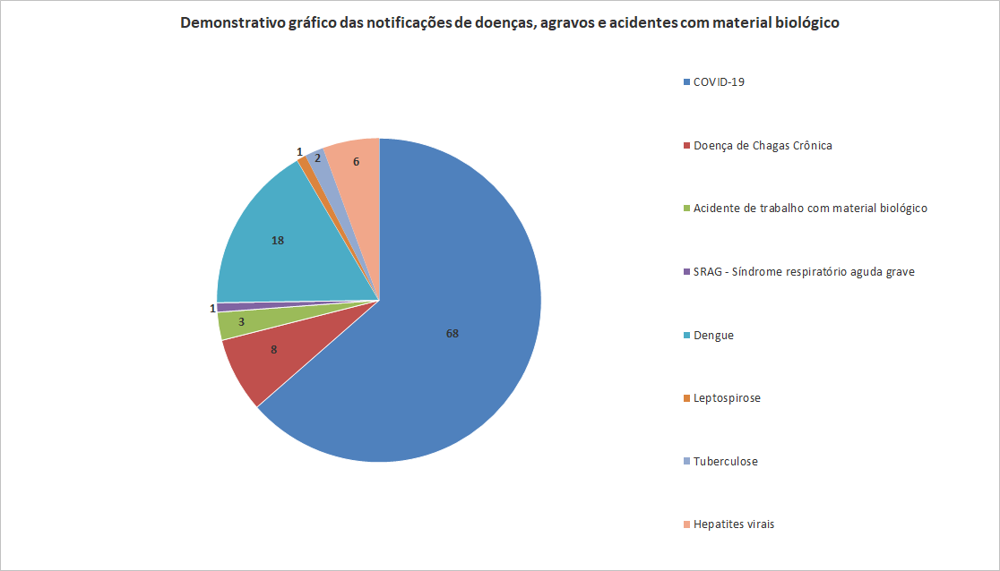 Demonstrativo gráfico das notificações de doenças, agravos e acidentes com material biológico
COVID-19
Doença de Chagas Crônica
Acidente de trabalho com material biológico
SRAG - Síndrome respiratório aguda grave
Dengue
Leptospirose
Tuberculose
Hepatites virais
1
2
6
18
1
3
8
68